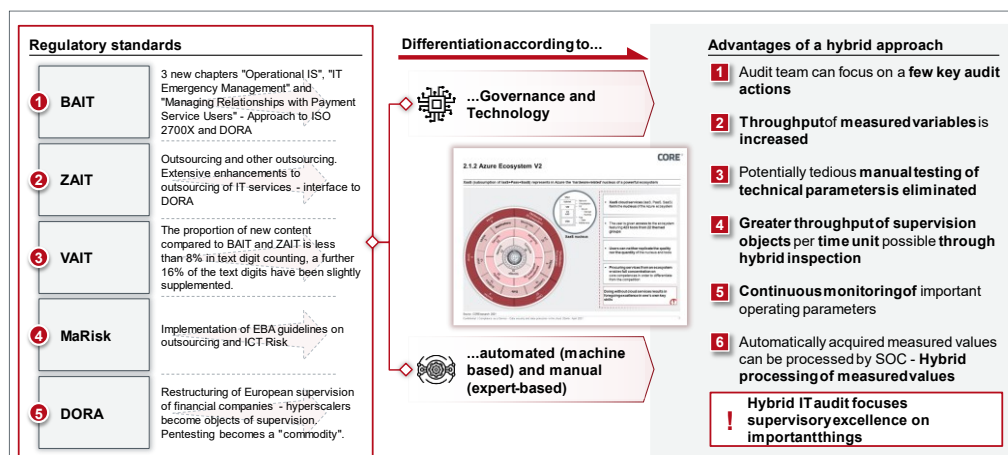 Regulatory standards
1
BAIT
3 new chapters "Operational IS", "IT
Emergency Management" and
"Managing Relationships with Payment
Service Users" - Approach to ISO
2700X and DORA
2
ZAIT
Outsourcing and other outsourcing.
Extensive enhancements to
outsourcing of IT services - interface to
DORA
3
VAIT
The proportion of new content
compared to BAIT and ZAIT is less
than 8% in text digit counting, a further
16% of the text digits have been slightly
supplemented.
4
MaRisk
Implementation of EBA guidelines on
outsourcing and ICT Risk
5
DORA
Restructuring of European supervision
of financial companies - hyperscalers
become objects of supervision.
Pentesting becomes a "commodity".
Differentiation according to...
...Governance and
Technology
CORE
2.1.2 Azure Ecosystem V2
SaaS nucleus
...automated (machine
based) and manual
(expert-based)
Advantages of a hybrid approach
1
Audit team can focus on a few key audit
actions
2
Throughput of measured variables is
increased
3
Potentially tedious manual testing of
technical parameters is eliminated
4
Greater throughput of supervision
objects per time unit possible through
hybrid inspection
5
Continuous monitoring of important
operating parameters
6
Automatically acquired measured values
can be processed by SOC - Hybrid
processing of measured values
!
Hybrid IT audit focuses
supervisory excellence on
important things